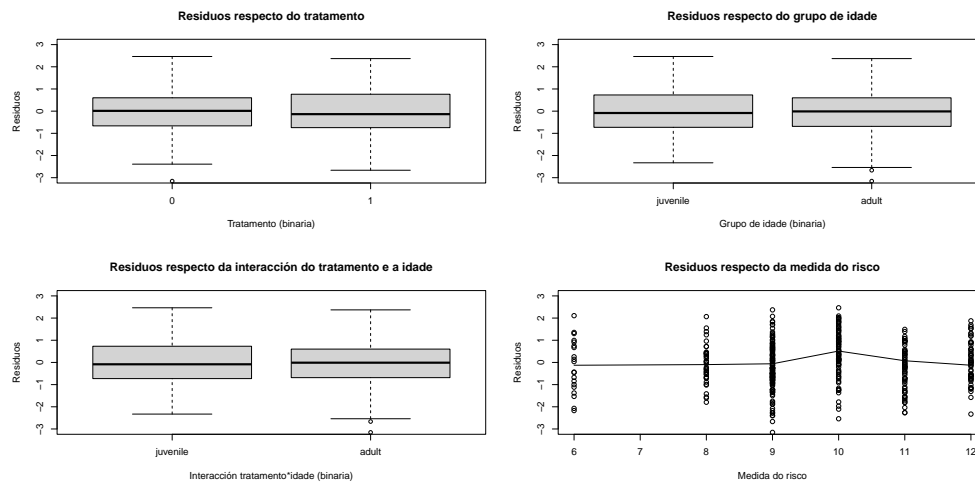 Residuos respecto do tratamento
Residuos
3
2
1
0
−1
−2
−3
0 1
Tratamento (binaria)
Residuos respecto do grupo de idade
Residuos
3
2
1
0
−1
−2
−3
juvenile adult
Grupo de idade (binaria)
Residuos respecto da interacción do tratamento e a idade
Residuos
3
2
1
0
−1
−2
−3
juvenile adult
Interacción tratamento*idade (binaria)
Residuos respecto da medida do risco
Residuos
3
2
1
0
−1
−2
−3
6 7 8 9 10 11 12
Medida do risco